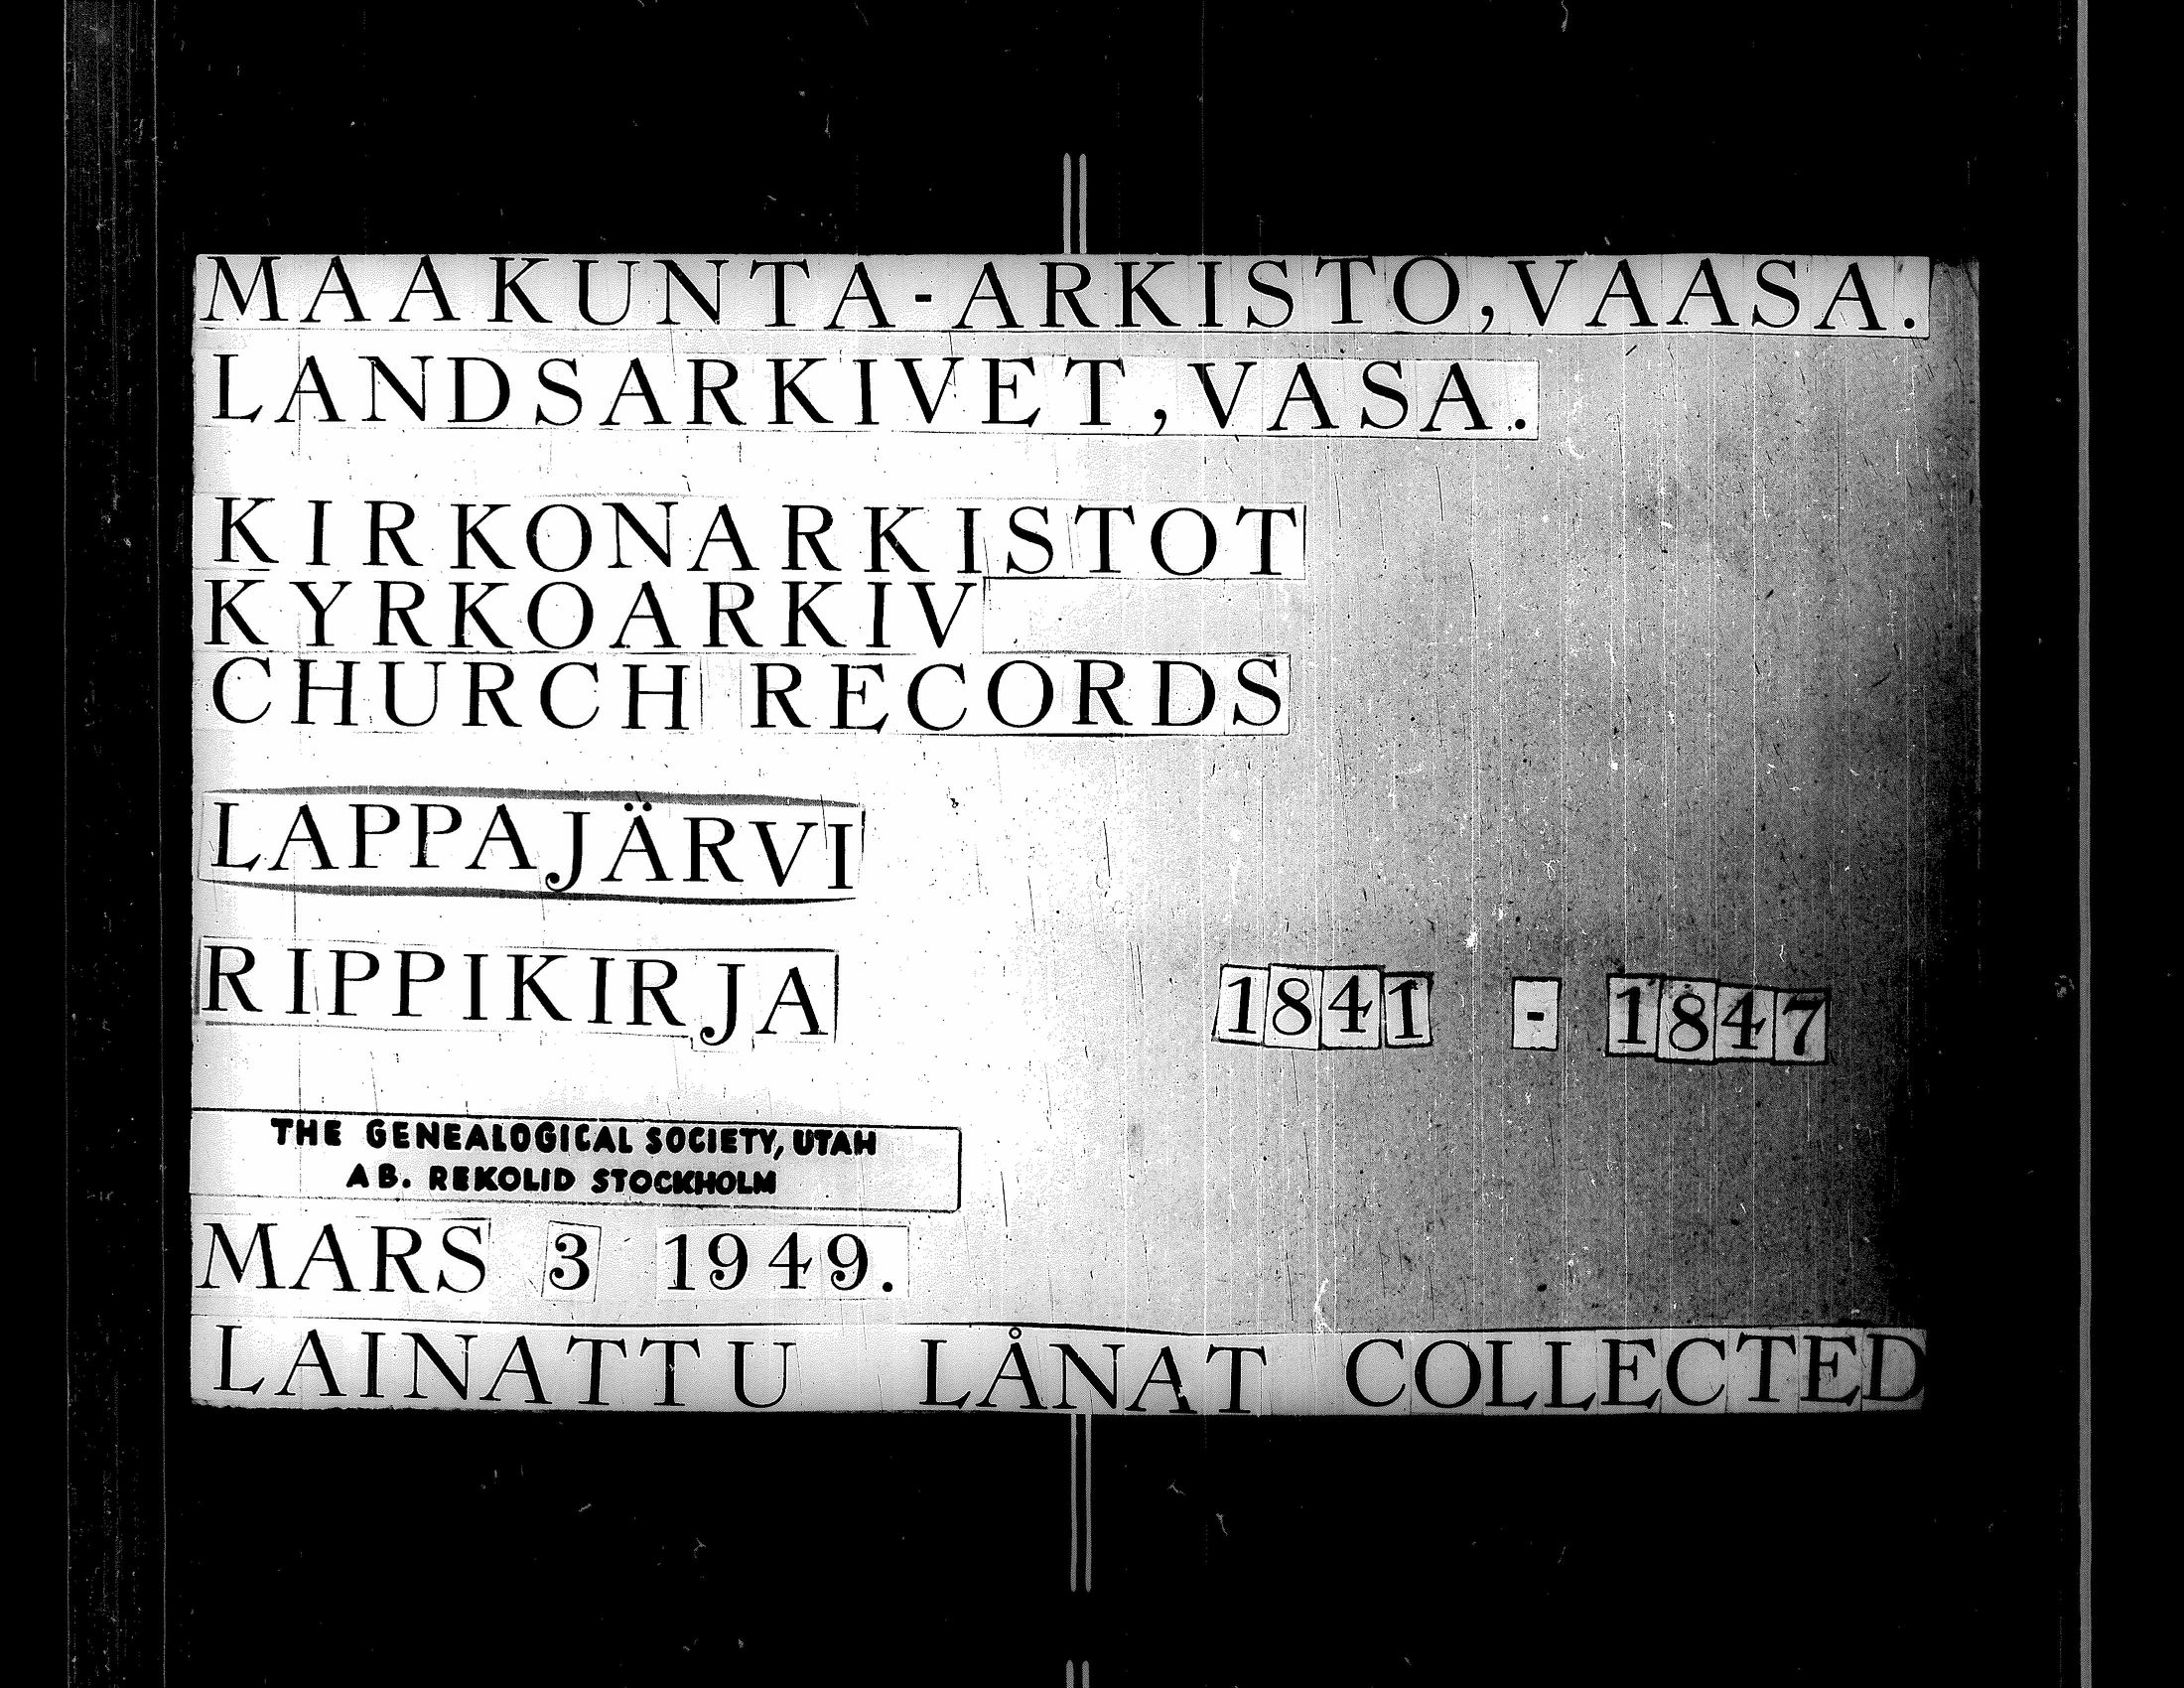 MAAKUNTA-ARKISTO, VAASA.
LANDSARKIVET, VASA.
KIRKONARKISTOT
KYRKOARKIV
CHURCH RECORDS
LAPPAJÄRVI
RIPPIKIRJA 1841 - 1847
THE GENEALOGICAL SOCIETY, UTAH
AB. REKOLID STOCKHOLM
MARS 3 1949.
LAINATTU LÅNAT COLLECTED